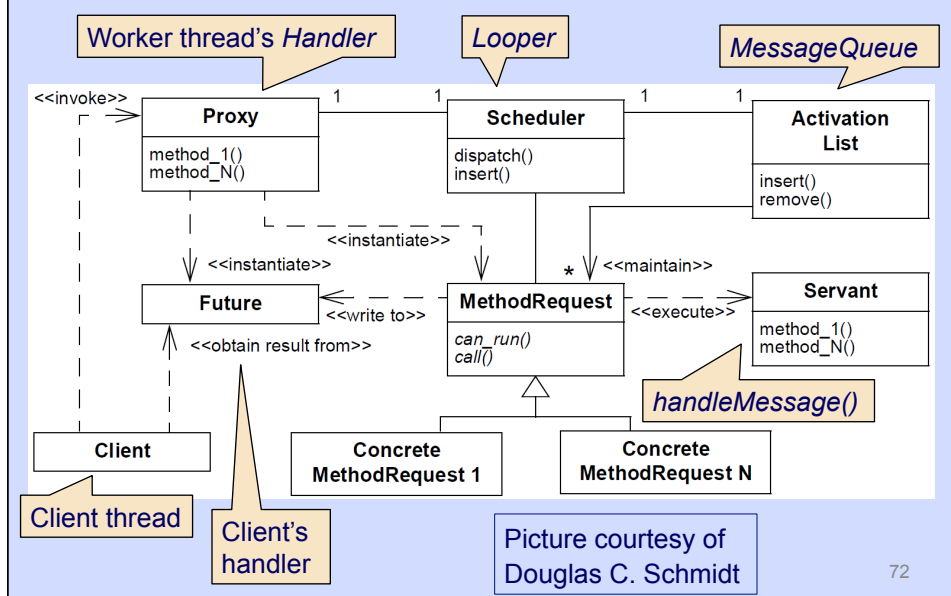 Worker thread's Handler
Looper
MessageQueue
<<invoke>>
1
1
1
1
Proxy
method_1()
method_N()
Scheduler
dispatch()
insert()
Activation
List
insert()
remove()
<<instantiate>>
<<instantiate>>
*
<<maintain>>
Future
<<write to>>
MethodRequest
can_run()
call()
<<execute>>
Servant
method_1()
method_N()
<<obtain result from>>
handleMessage()
Client
Concrete
MethodRequest 1
Concrete
MethodRequest N
Client thread
Client's
handler
Picture courtesy of
Douglas C. Schmidt
72